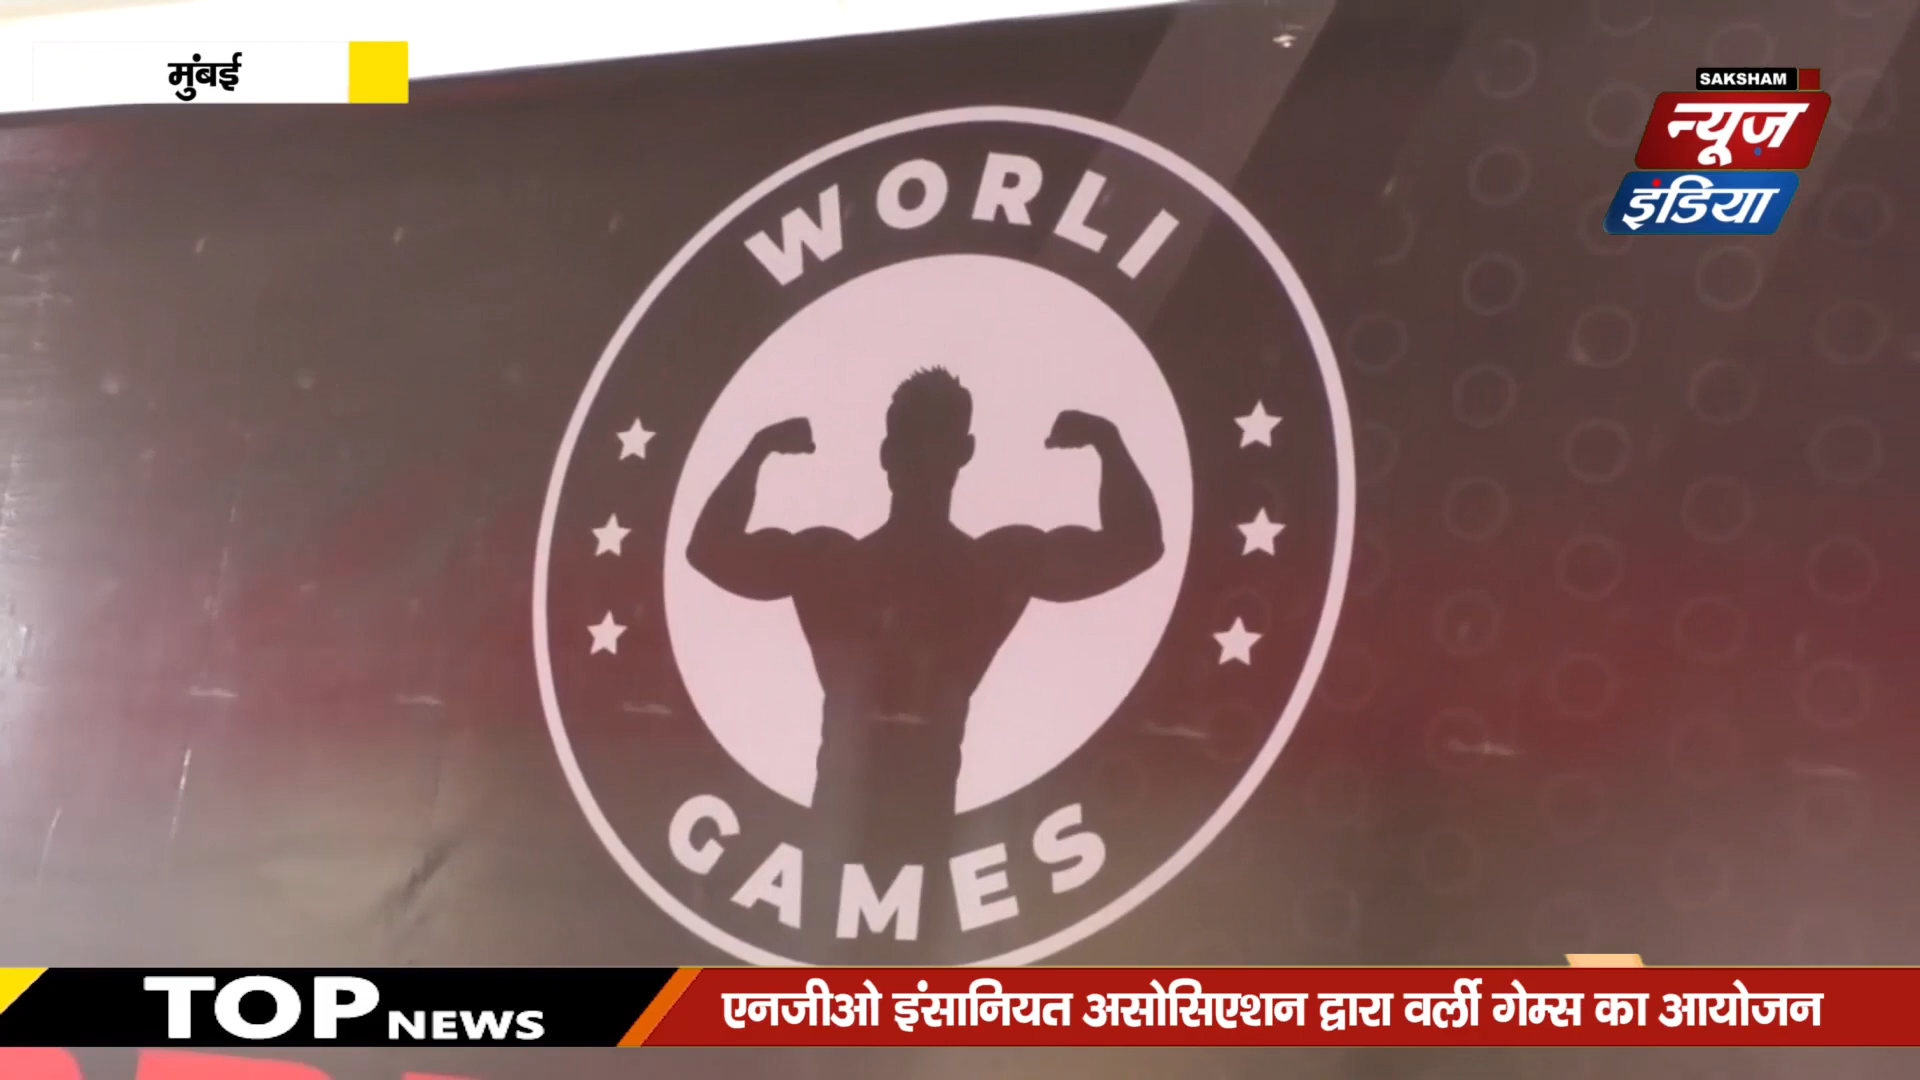 मुंबई
SAKSHAM
न्यूज़
इंडिया
WORLI
GAMES
TOP NEWS
एनजीओ इंसानियत असोसिएशन द्वारा वर्ली गेम्स का आयोजन